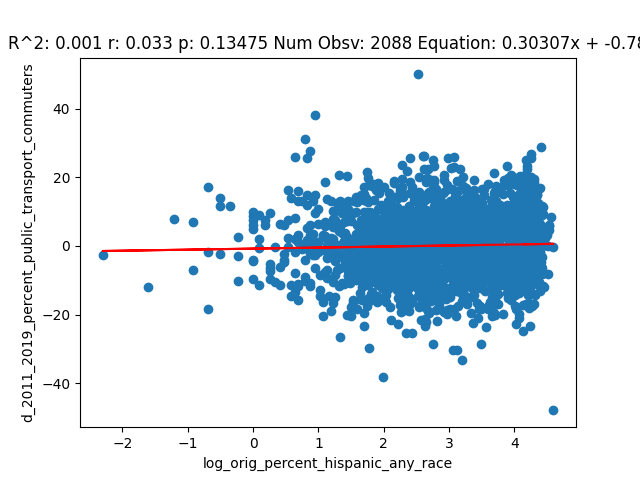 R^2: 0.001 r: 0.033 p: 0.13475 Num Obsv: 2088 Equation: 0.30307x + -0.78
d_2011_2019_percent_public_transport_commuters
40
20
0
−20
−40
−2 −1 0 1 2 3 4
log_orig_percent_hispanic_any_race